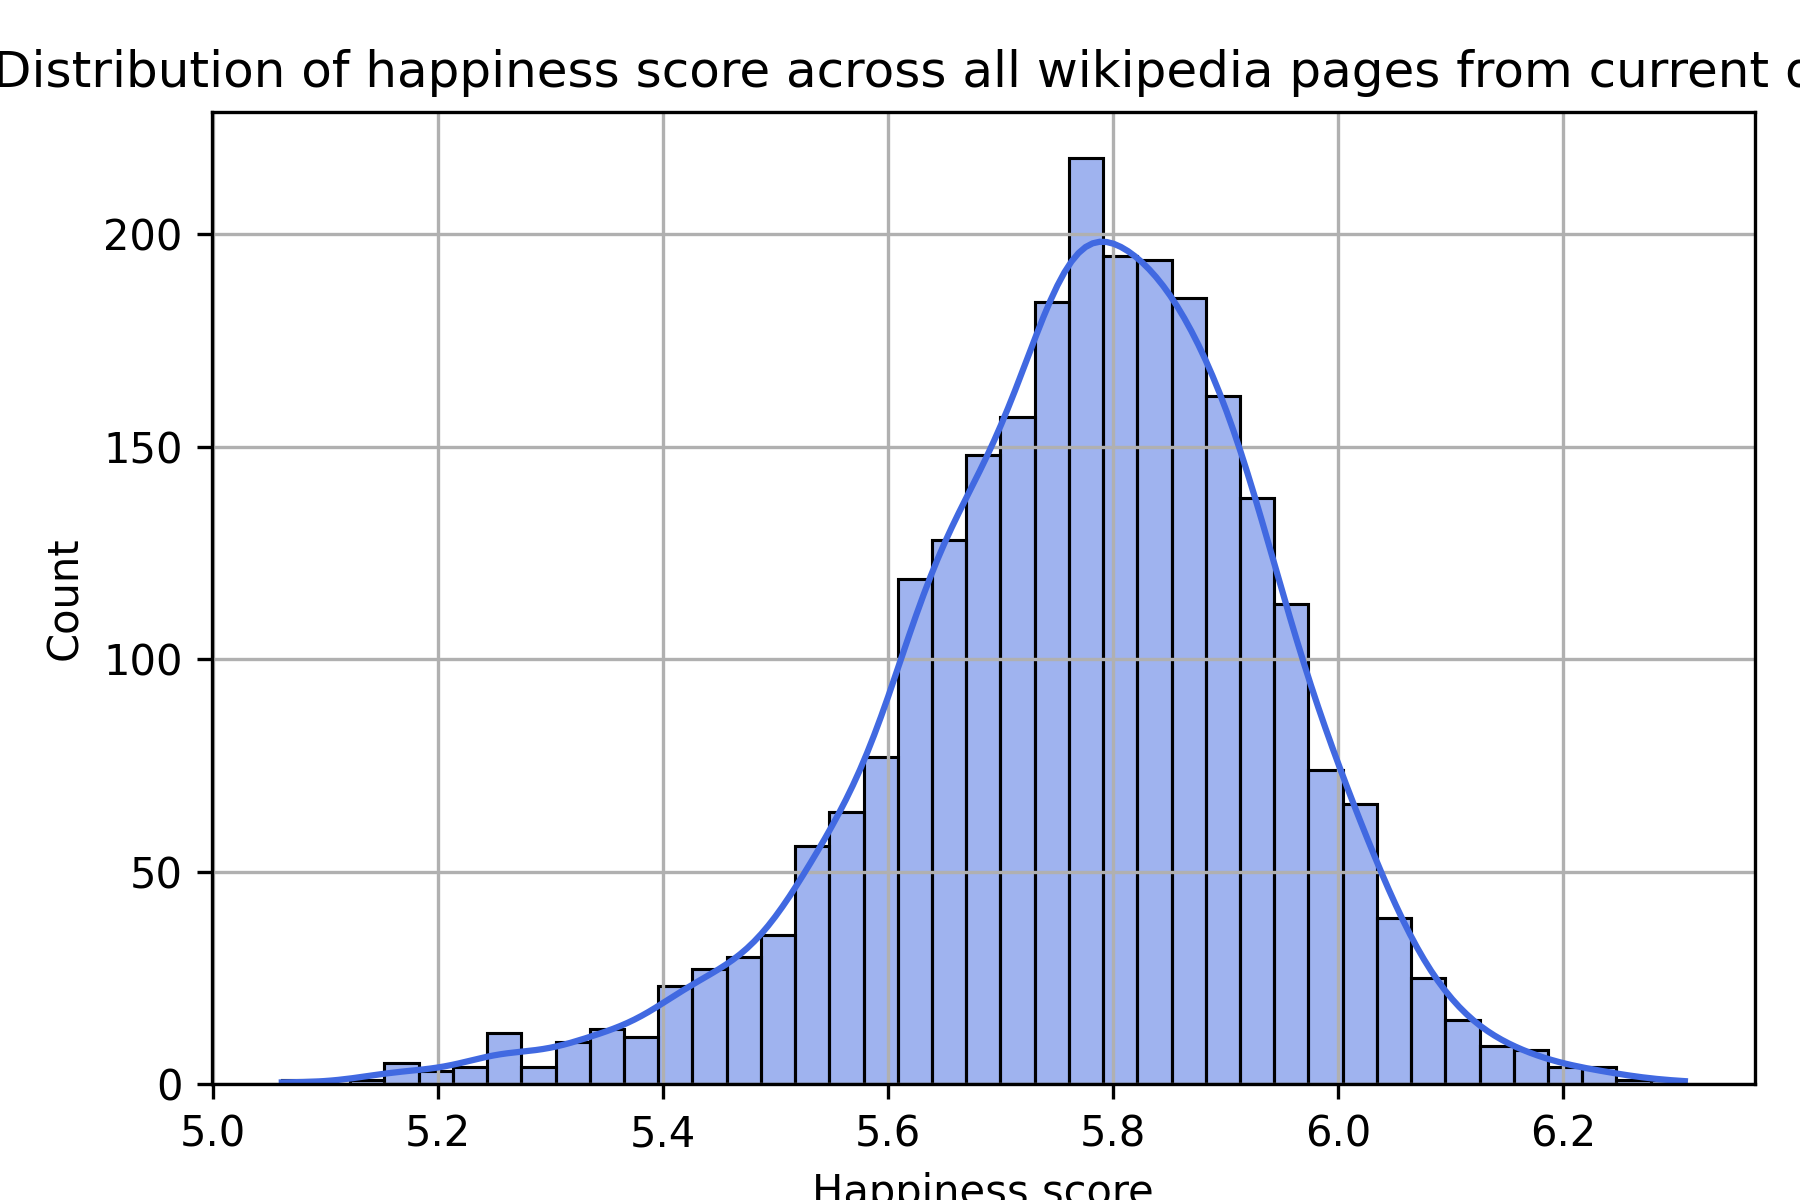 Distribution of happiness score across all wikipedia pages from current
Count
200
150
100
50
0
5.0 5.2 5.4 5.6 5.8 6.0 6.2
Happiness score